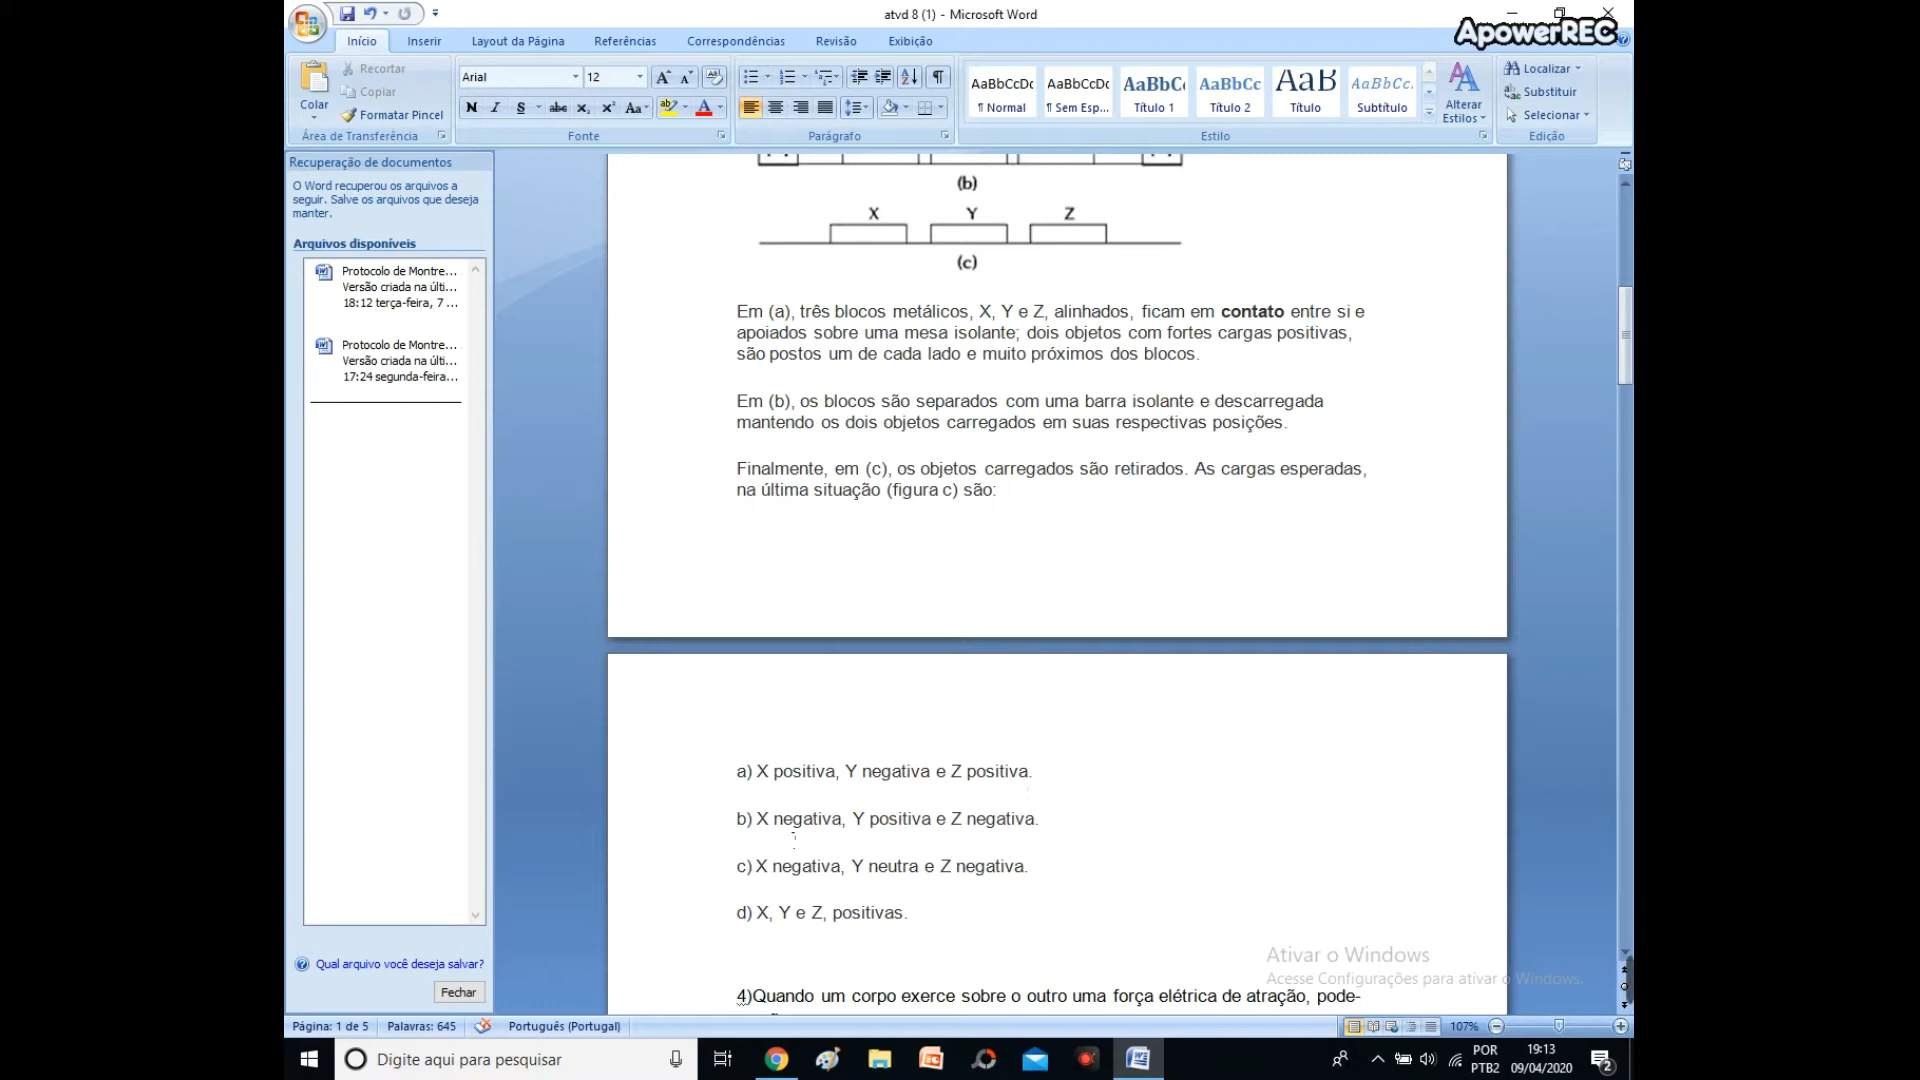 atvd 8 (1) - Microsoft Word
ApowerREC
Início Inserir Layout da Página Referências Correspondências Revisão Exibição
Colar
Recortar
Copiar
Formatar Pincel
Área de Transferência
Arial 12
N I S abc x₂ x² Aa
Fonte
Parágrafo
AaBbCcDc AaBbCcDc AaBbC AaBbCc AaB AaBbCc.
¶ Normal ¶ Sem Esp... Título 1 Título 2 Título Subtítulo
Alterar
Estilos
Estilo
Localizar
Substituir
Selecionar
Edição
Recuperação de documentos
O Word recuperou os arquivos a
seguir. Salve os arquivos que deseja
manter.
Arquivos disponíveis
Protocolo de Montre...
Versão criada na últi...
18:12 terça-feira, 7 ...
Protocolo de Montre...
Versão criada na últi...
17:24 segunda-feira...
Qual arquivo você deseja salvar?
Fechar
(b)
X Y Z
(c)
Em (a), três blocos metálicos, X, Y e Z, alinhados, ficam em contato entre si e
apoiados sobre uma mesa isolante; dois objetos com fortes cargas positivas,
são postos um de cada lado e muito próximos dos blocos.
Em (b), os blocos são separados com uma barra isolante e descarregada
mantendo os dois objetos carregados em suas respectivas posições.
Finalmente, em (c), os objetos carregados são retirados. As cargas esperadas,
na última situação (figura c) são:
a) X positiva, Y negativa e Z positiva.
b) X negativa, Y positiva e Z negativa.
c) X negativa, Y neutra e Z negativa.
d) X, Y e Z, positivas.
4)Quando um corpo exerce sobre o outro uma força elétrica de atração, pode-
Ativar o Windows
Acesse Configurações para ativar o Windows.
Página: 1 de 5 Palavras: 645 Português (Portugal) 107%
Digite aqui para pesquisar
POR
PTB2
19:13
09/04/2020
2